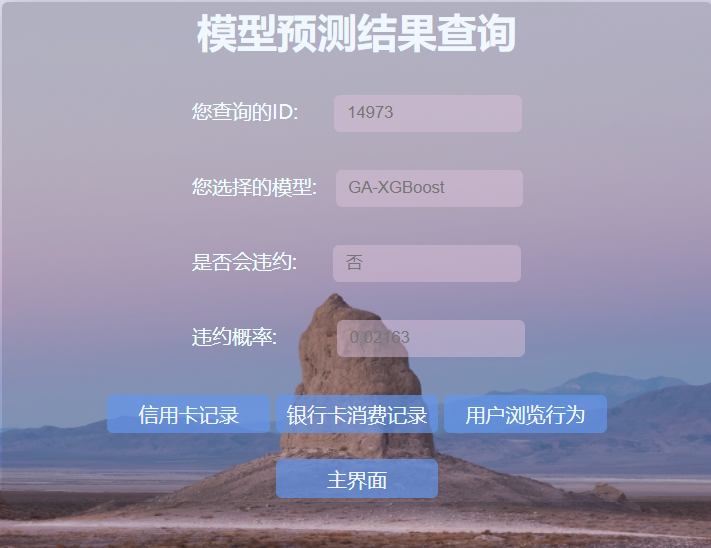 模型预测结果查询
您查询的ID: 14973
您选择的模型: GA-XGBoost
是否会违约: 否
违约概率: 0.02163
信用卡记录 银行卡消费记录 用户浏览行为
主界面